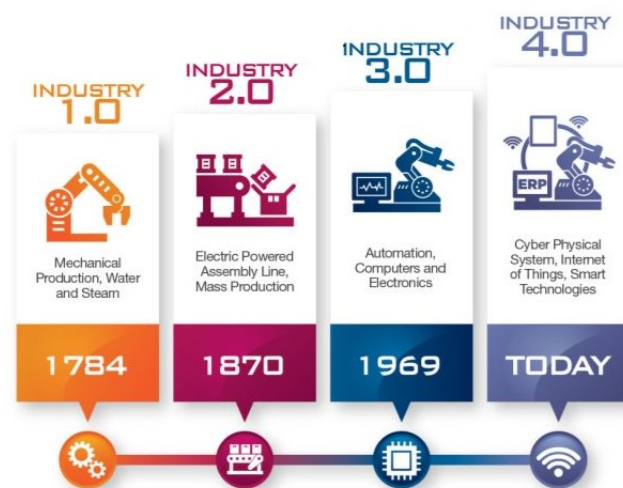 INDUSTRY
1.0
Mechanical
Production, Water
and Steam
1784
INDUSTRY
2.0
Electric Powered
Assembly Line,
Mass Production
1870
INDUSTRY
3.0
Automation,
Computers and
Electronics
1969
INDUSTRY
4.0
ERP
Cyber Physical
System, Internet
of Things, Smart
Technologies
TODAY